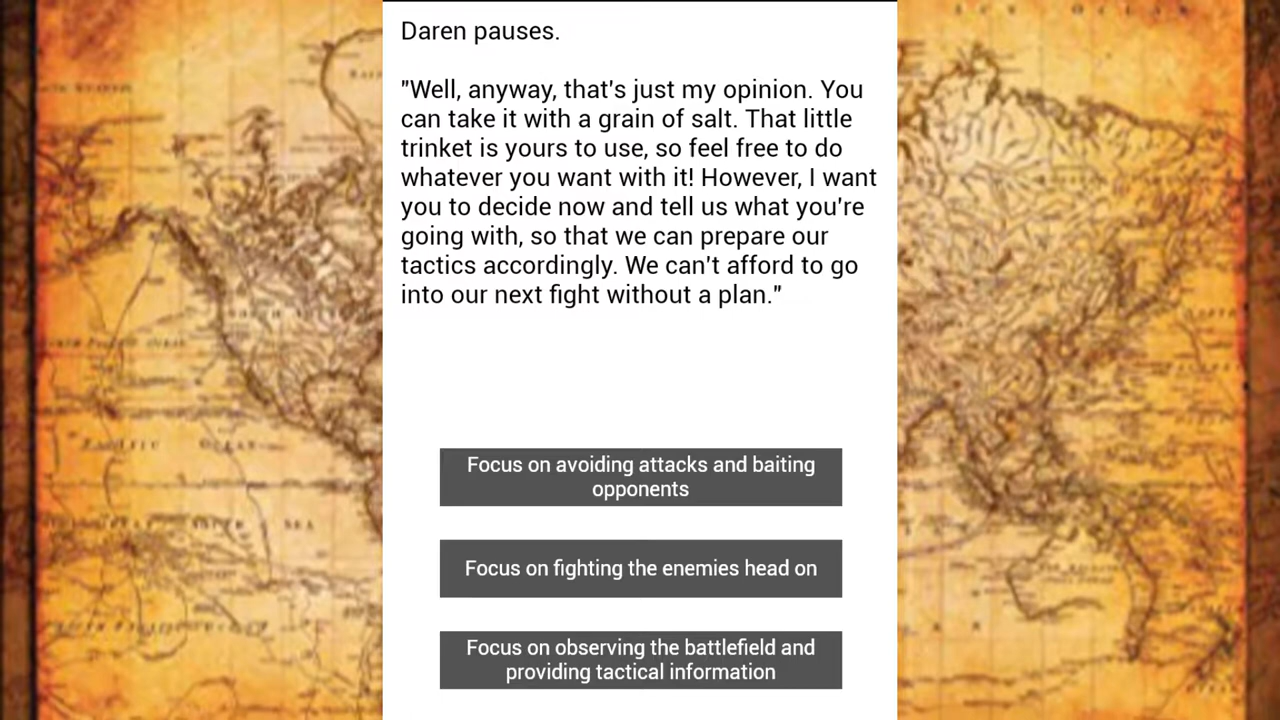 Daren pauses.
"Well, anyway, that's just my opinion. You
can take it with a grain of salt. That little
trinket is yours to use, so feel free to do
whatever you want with it! However, I want
you to decide now and tell us what you're
going with, so that we can prepare our
tactics accordingly. We can't afford to go
into our next fight without a plan."
Focus on avoiding attacks and baiting
opponents
Focus on fighting the enemies head on
Focus on observing the battlefield and
providing tactical information